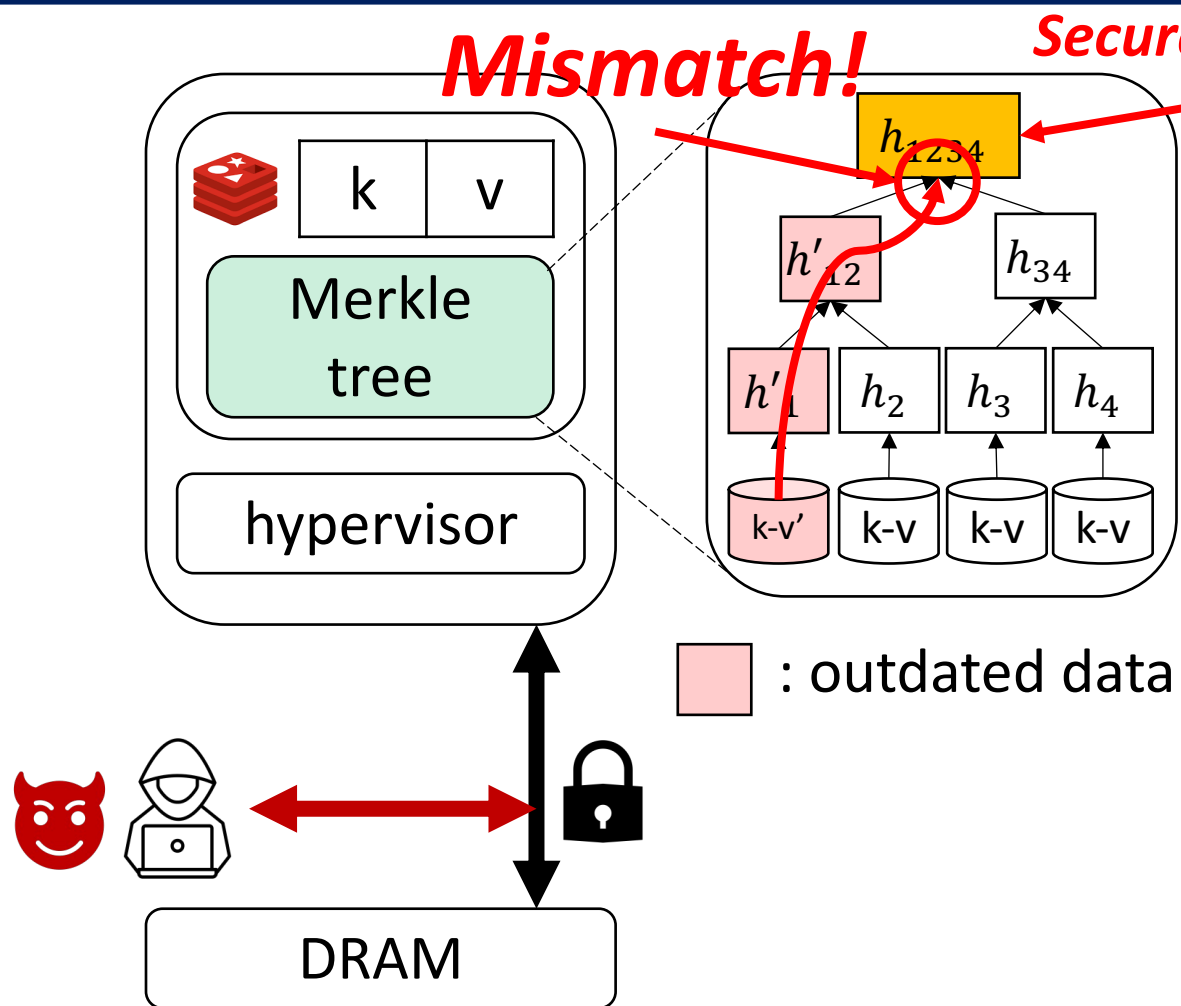 Mismatch!
k
v
Merkle
tree
hypervisor
DRAM
h₁₂₃₄
h'₁₂
h₃₄
h'₁
h₂
h₃
h₄
k-v’
k-v
k-v
k-v
: outdated data